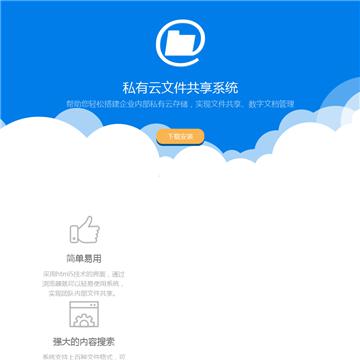 私有云文件共享系统
帮助您轻松搭建企业内部私有云存储，实现文件共享、数字文档管理
下载安装
简单易用
采用html5技术的界面，通过
浏览器就可以轻易使用系统，
实现团队内部文件共享。
强大的内容搜索
系统支持上百种文件格式，可